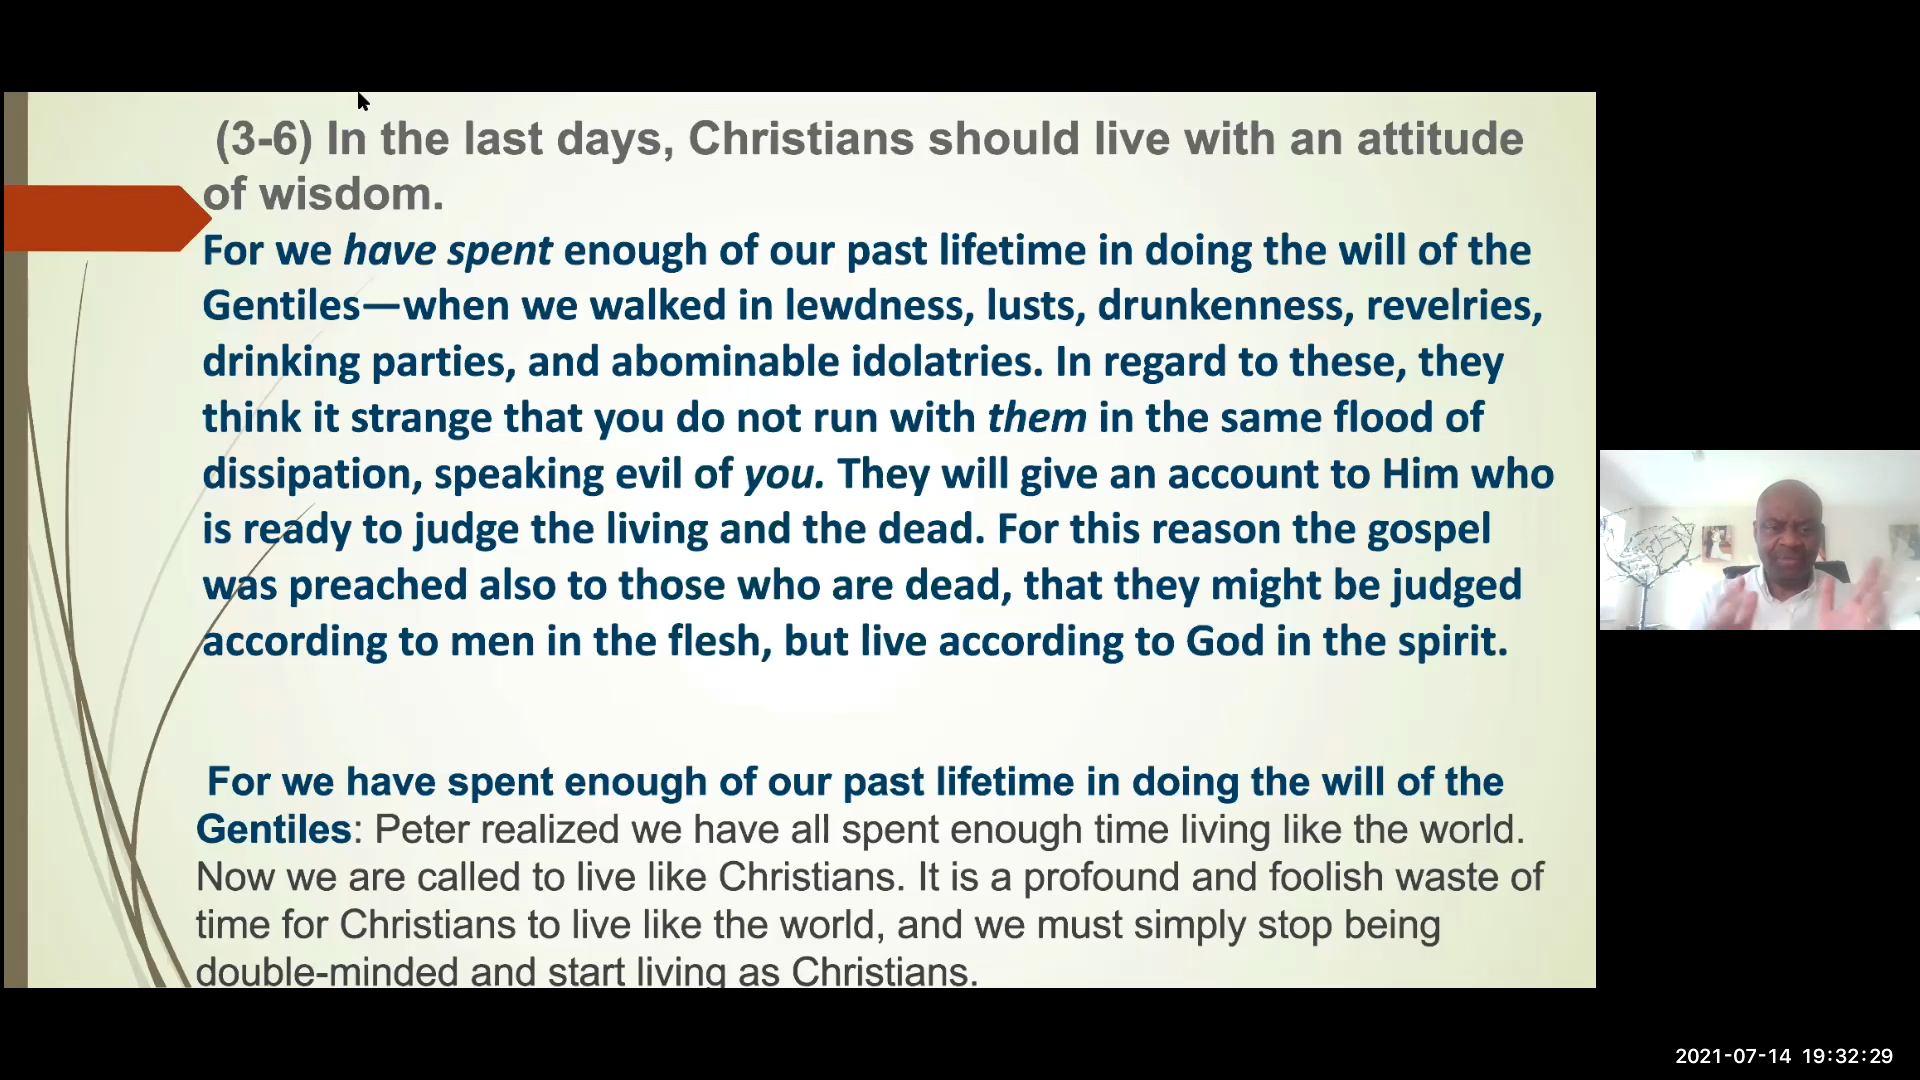 (3-6) In the last days, Christians should live with an attitude
of wisdom.
For we have spent enough of our past lifetime in doing the will of the
Gentiles—when we walked in lewdness, lusts, drunkenness, revelries,
drinking parties, and abominable idolatries. In regard to these, they
think it strange that you do not run with them in the same flood of
dissipation, speaking evil of you. They will give an account to Him who
is ready to judge the living and the dead. For this reason the gospel
was preached also to those who are dead, that they might be judged
according to men in the flesh, but live according to God in the spirit.
For we have spent enough of our past lifetime in doing the will of the
Gentiles: Peter realized we have all spent enough time living like the world.
Now we are called to live like Christians. It is a profound and foolish waste of
time for Christians to live like the world, and we must simply stop being
double-minded and start living as Christians.
2021-07-14 19:32:29